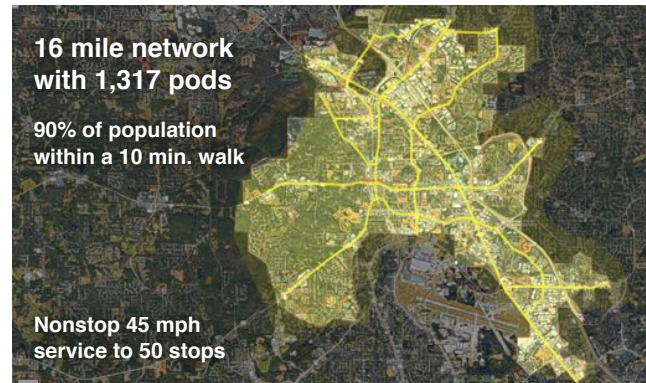 16 mile network
with 1,317 pods
90% of population
within a 10 min. walk
Nonstop 45 mph
service to 50 stops